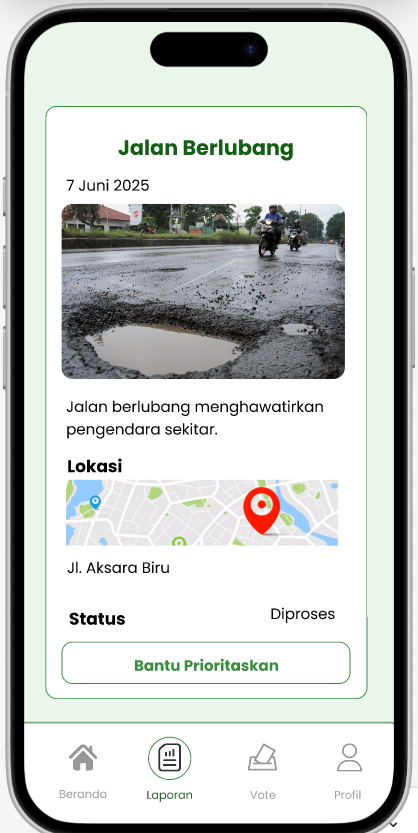 Jalan Berlubang
7 Juni 2025
Jalan berlubang menghawatirkan
pengendara sekitar.
Lokasi
Jl. Aksara Biru
Status
Diproses
Bantu Prioritaskan
Beranda
Laporan
Vote
Profil